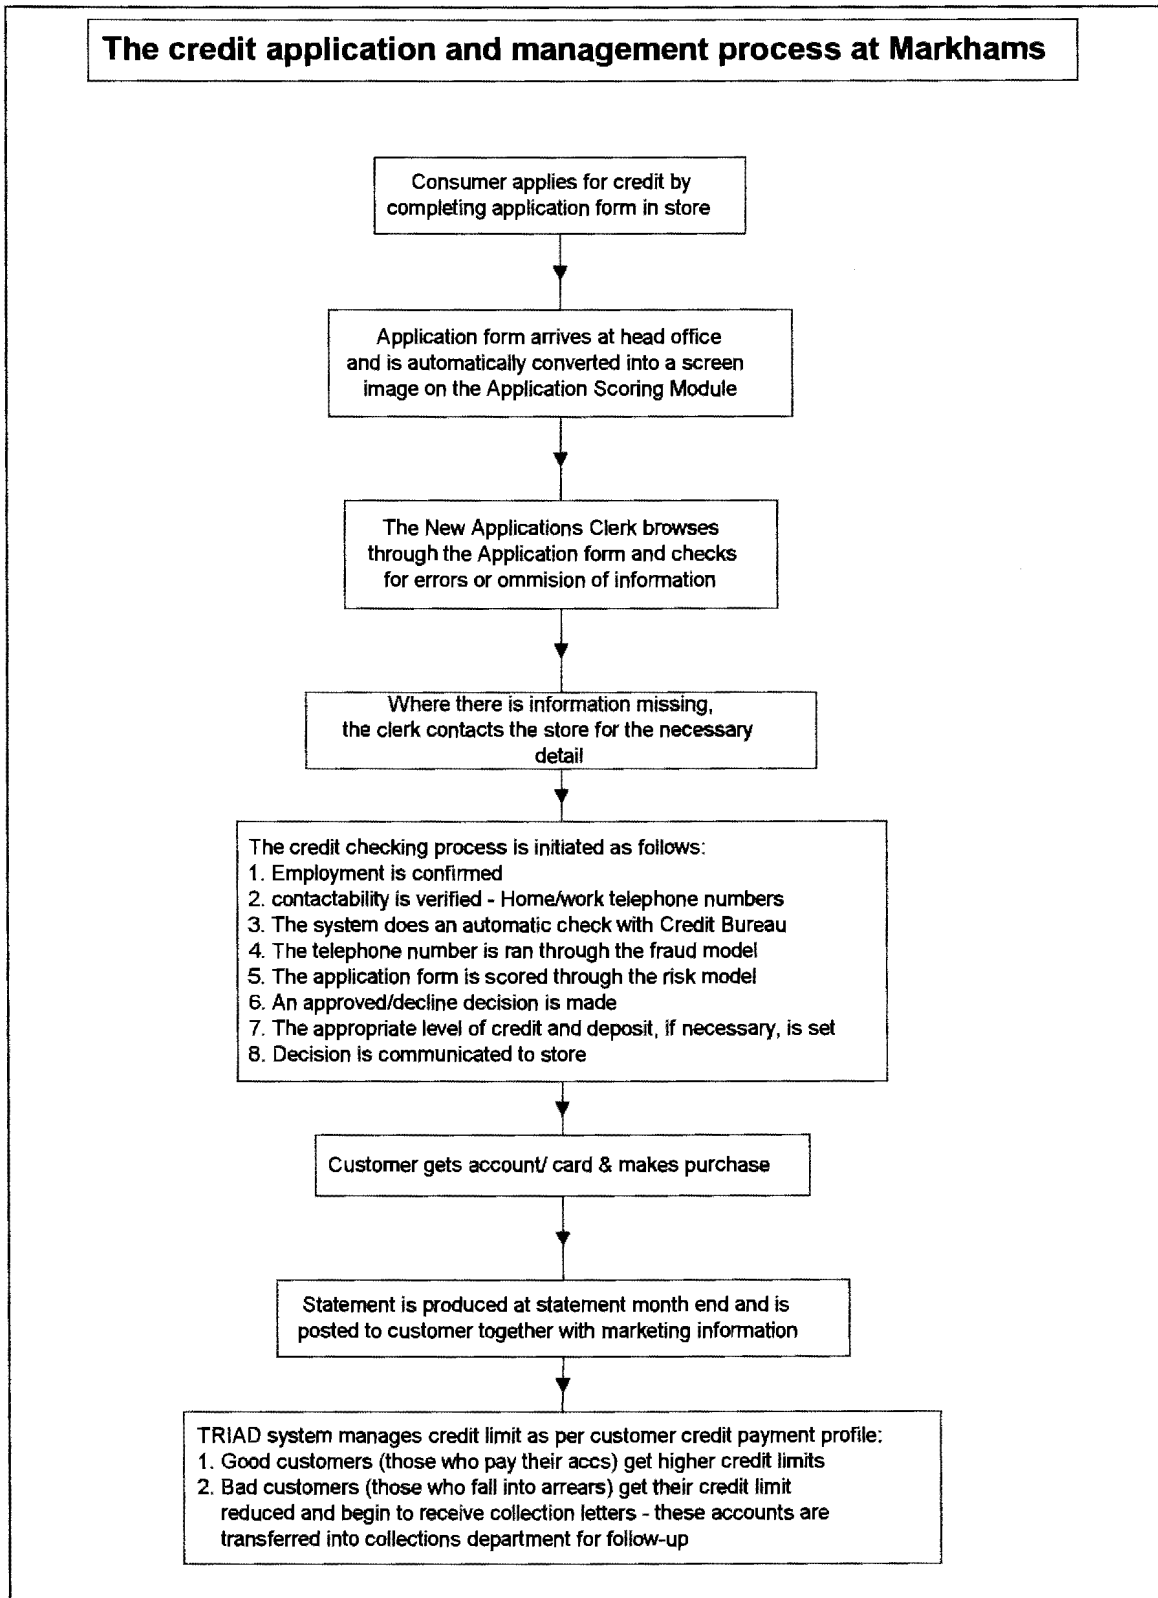 The credit application and management process at Markhams
Consumer applies for credit by
completing application form in store
Application form arrives at head office
and is automatically converted into a screen
image on the Application Scoring Module
The New Applications Clerk browses
through the Application form and checks
for errors or ommision of information
Where there is information missing,
the clerk contacts the store for the necessary
detail
The credit checking process is initiated as follows:
1. Employment is confirmed
2. contactability is verified - Home/work telephone numbers
3. The system does an automatic check with Credit Bureau
4. The telephone number is ran through the fraud model
5. The application form is scored through the risk model
6. An approved/decline decision is made
7. The appropriate level of credit and deposit, if necessary, is set
8. Decision is communicated to store
Customer gets account/ card & makes purchase
Statement is produced at statement month end and is
posted to customer together with marketing information
TRIAD system manages credit limit as per customer credit payment profile:
1. Good customers (those who pay their accs) get higher credit limits
2. Bad customers (those who fall into arrears) get their credit limit
reduced and begin to receive collection letters - these accounts are
transferred into collections department for follow-up